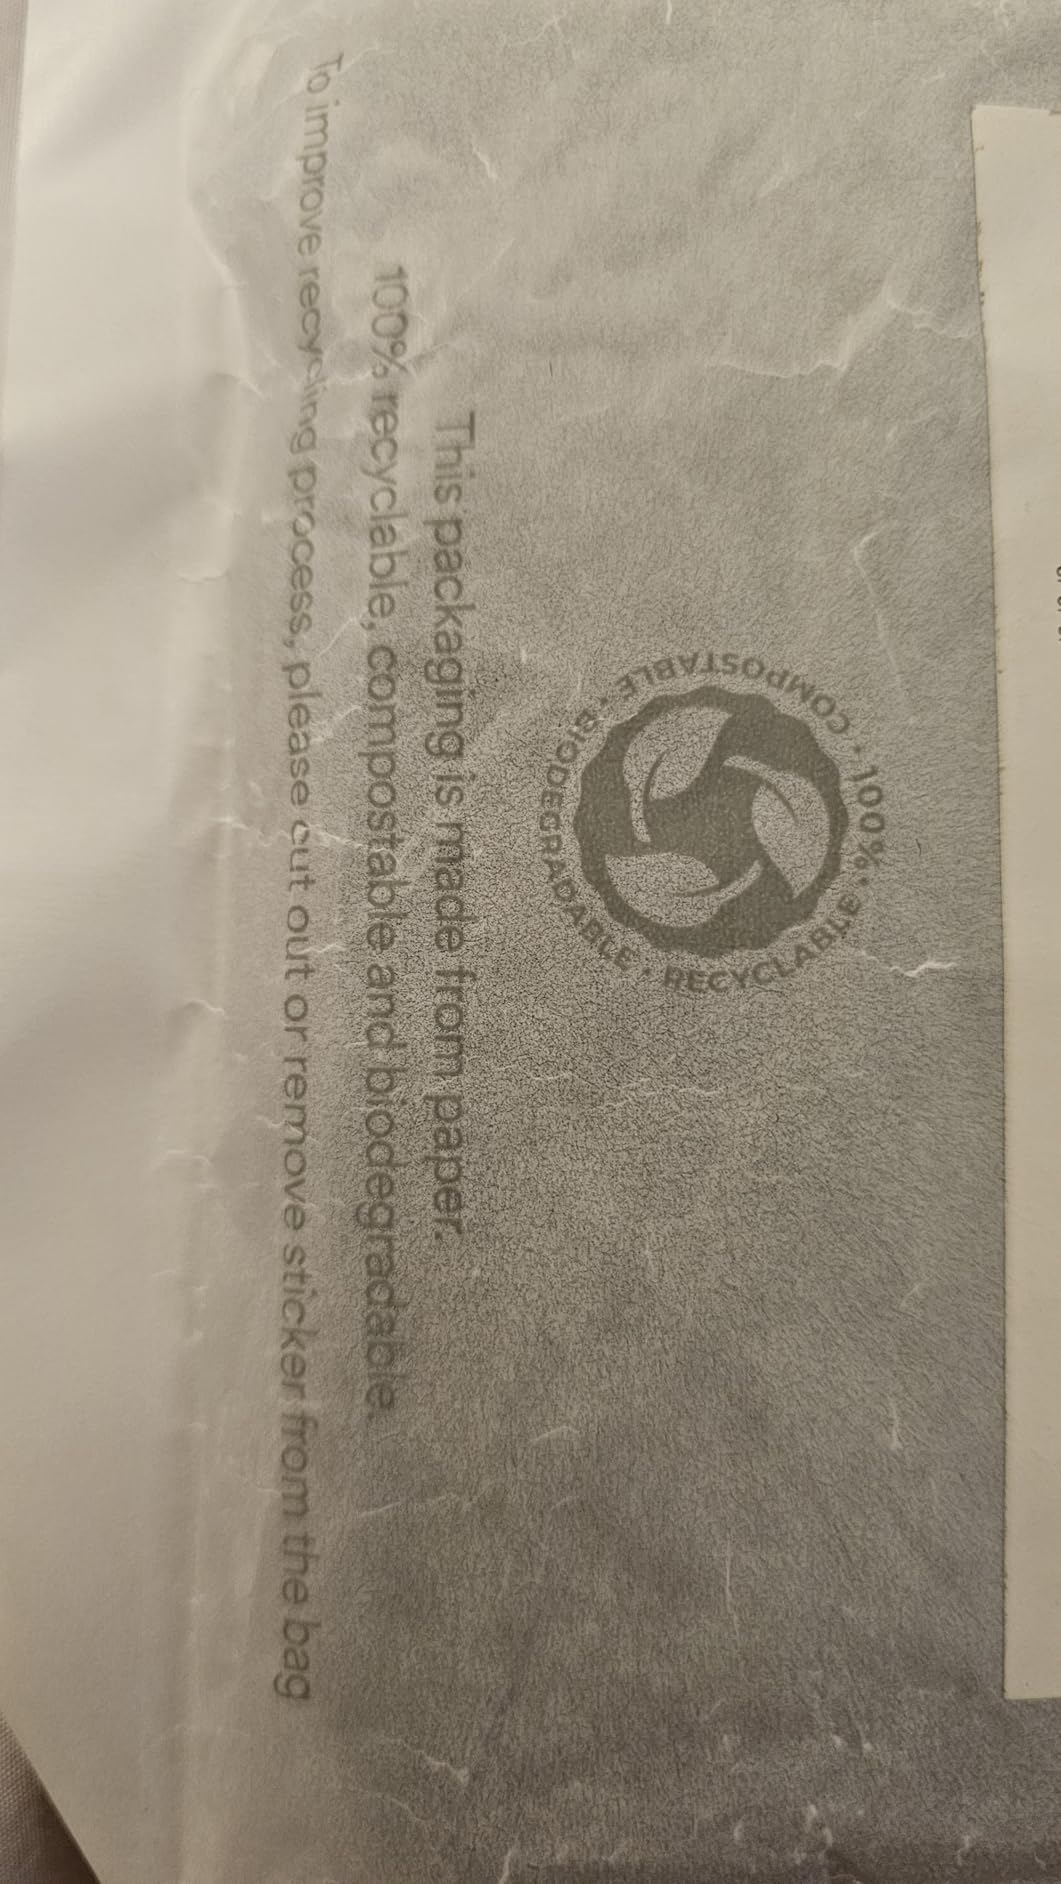 100% • RECYCLABLE • BIODEGRADABLE • COMPOSTABLE •
This packaging is made from paper.
100% recyclable, compostable and biodegradable.
To improve recycling process, please cut out or remove sticker from the bag